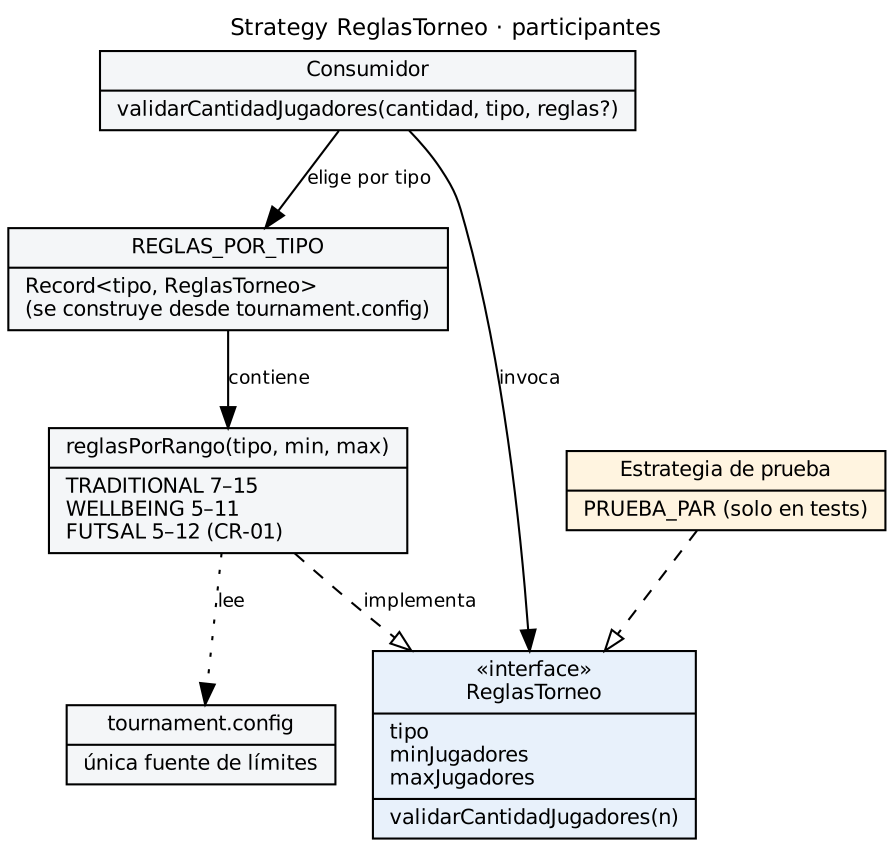 Strategy ReglasTorneo · participantes
Consumidor
validarCantidadJugadores(cantidad, tipo, reglas?)
elige por tipo
REGLAS_POR_TIPO
Record<tipo, ReglasTorneo>
(se construye desde tournament.config)
contiene
invoca
reglasPorRango(tipo, min, max)
TRADITIONAL 7–15
WELLBEING 5–11
FUTSAL 5–12 (CR-01)
Estrategia de prueba
PRUEBA_PAR (solo en tests)
lee
implementa
«interface»
ReglasTorneo
tipo
minJugadores
maxJugadores
validarCantidadJugadores(n)
tournament.config
única fuente de límites